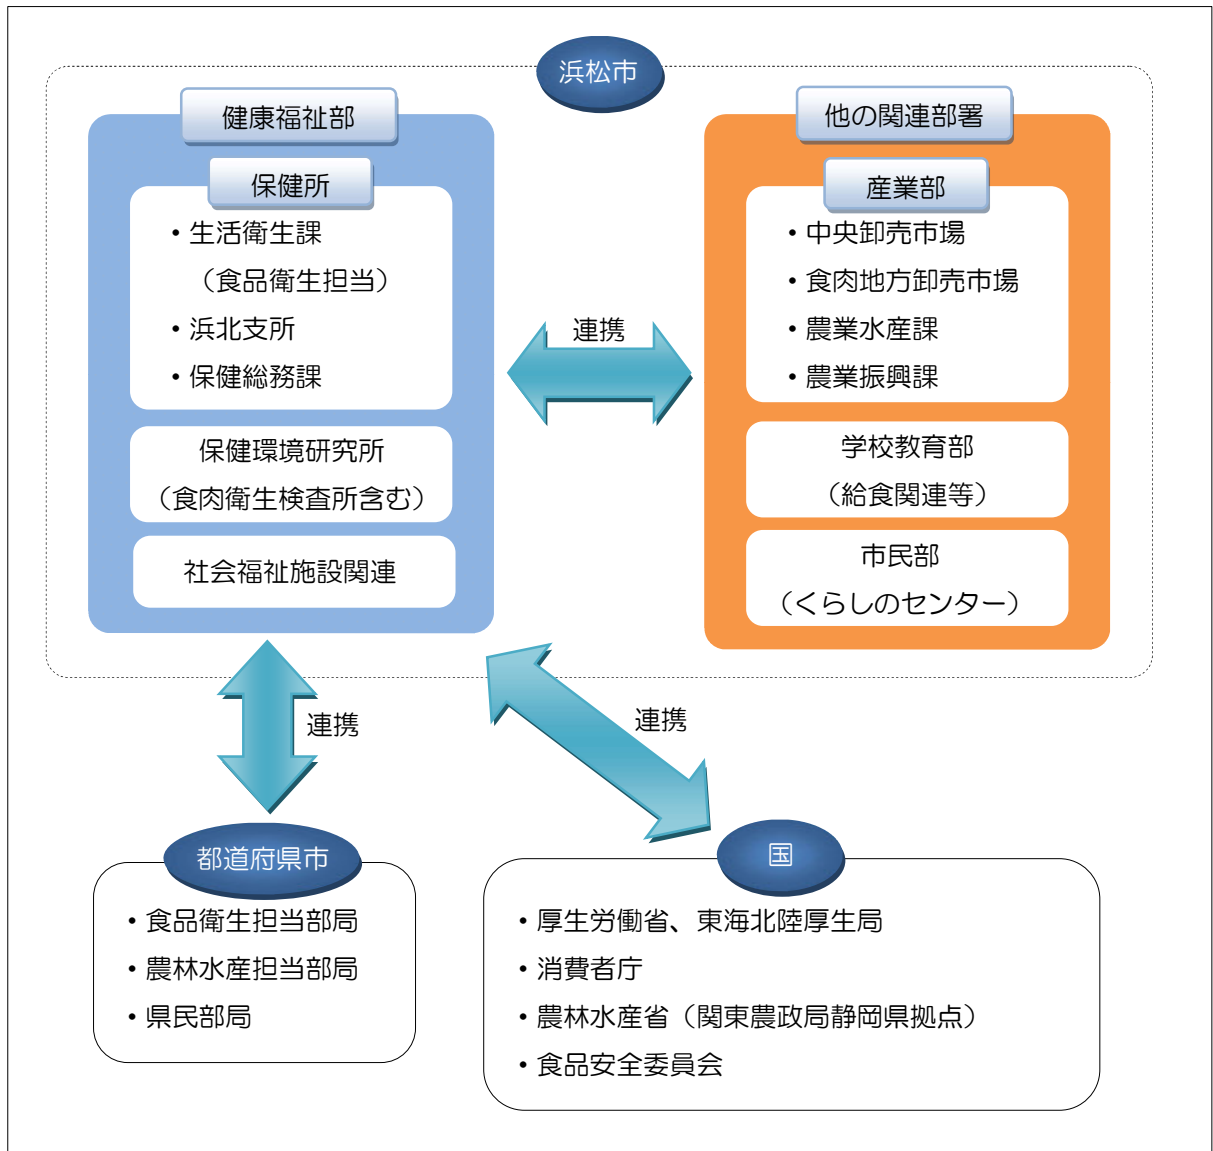 浜松市
健康福祉部
保健所
・生活衛生課
（食品衛生担当）
・浜北支所
・保健総務課
保健環境研究所
（食肉衛生検査所含む）
社会福祉施設関連
連携
他の関連部署
産業部
・中央卸売市場
・食肉地方卸売市場
・農業水産課
・農業振興課
学校教育部
（給食関連等）
市民部
（くらしのセンター）
連携
連携
都道府県市
・食品衛生担当部局
・農林水産担当部局
・県民部局
国
・厚生労働省、東海北陸厚生局
・消費者庁
・農林水産省（関東農政局静岡県拠点）
・食品安全委員会